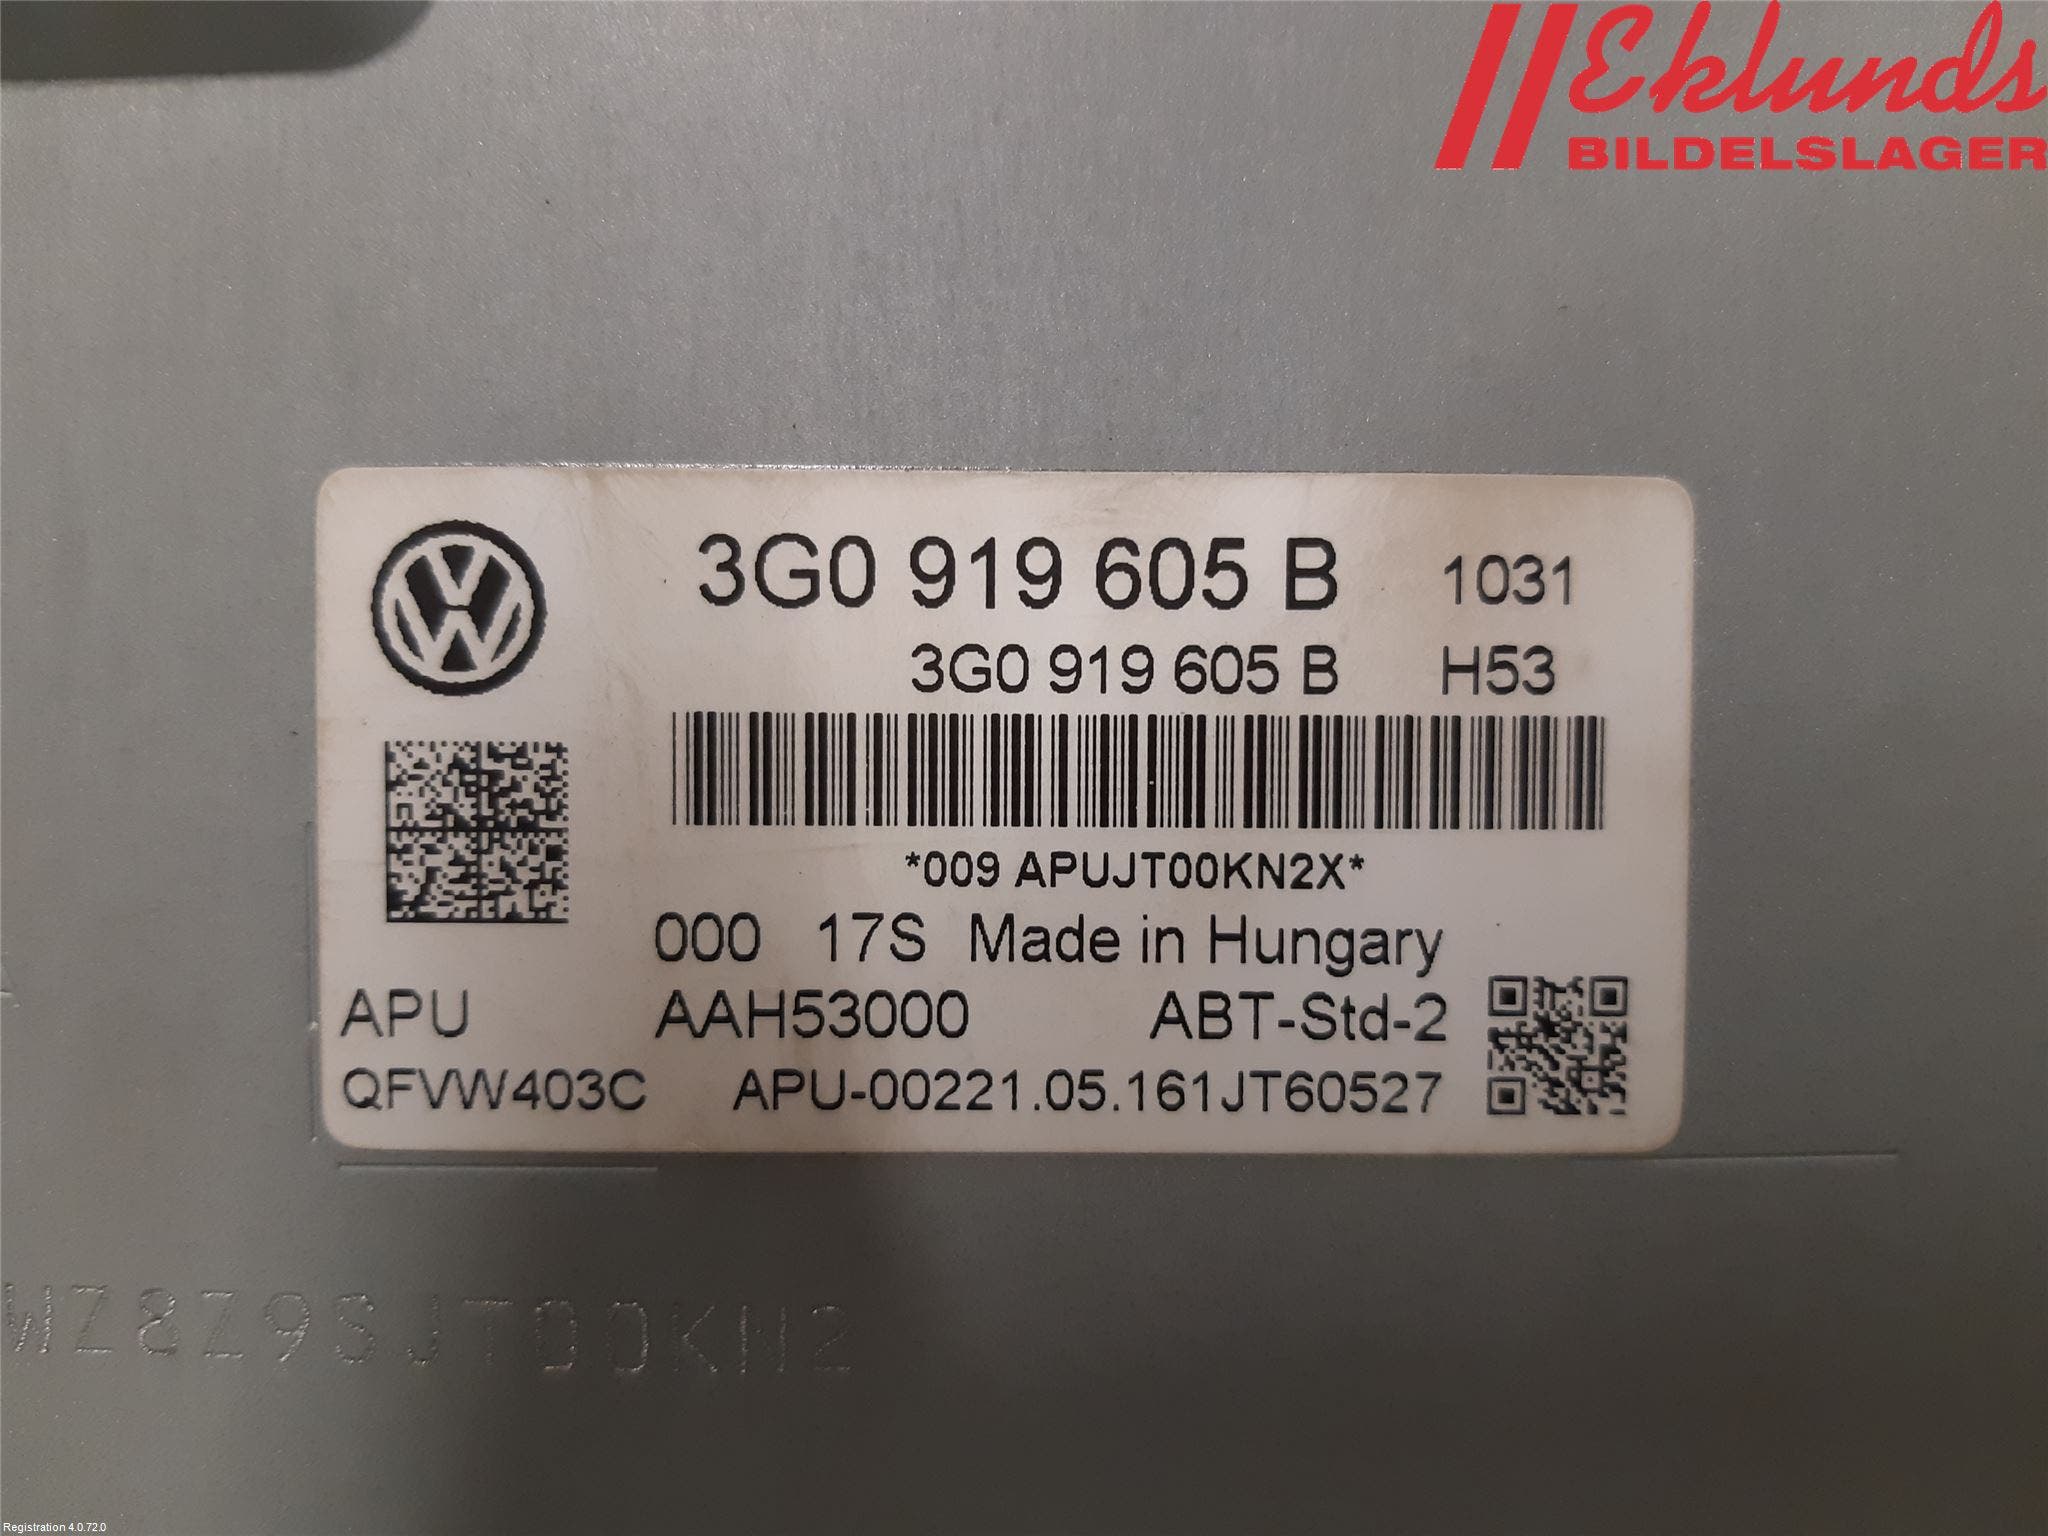 Eklunds
BILDELSLAGER
3G0 919 605 B 1031
3G0 919 605 B H53
*009 APUJT00KN2X*
000 17S Made in Hungary
APU AAH53000 ABT-Std-2
QFVW403C APU-00221.05.161JT60527
WZ8Z9SJT00KN2
Registration 4.0.72.0